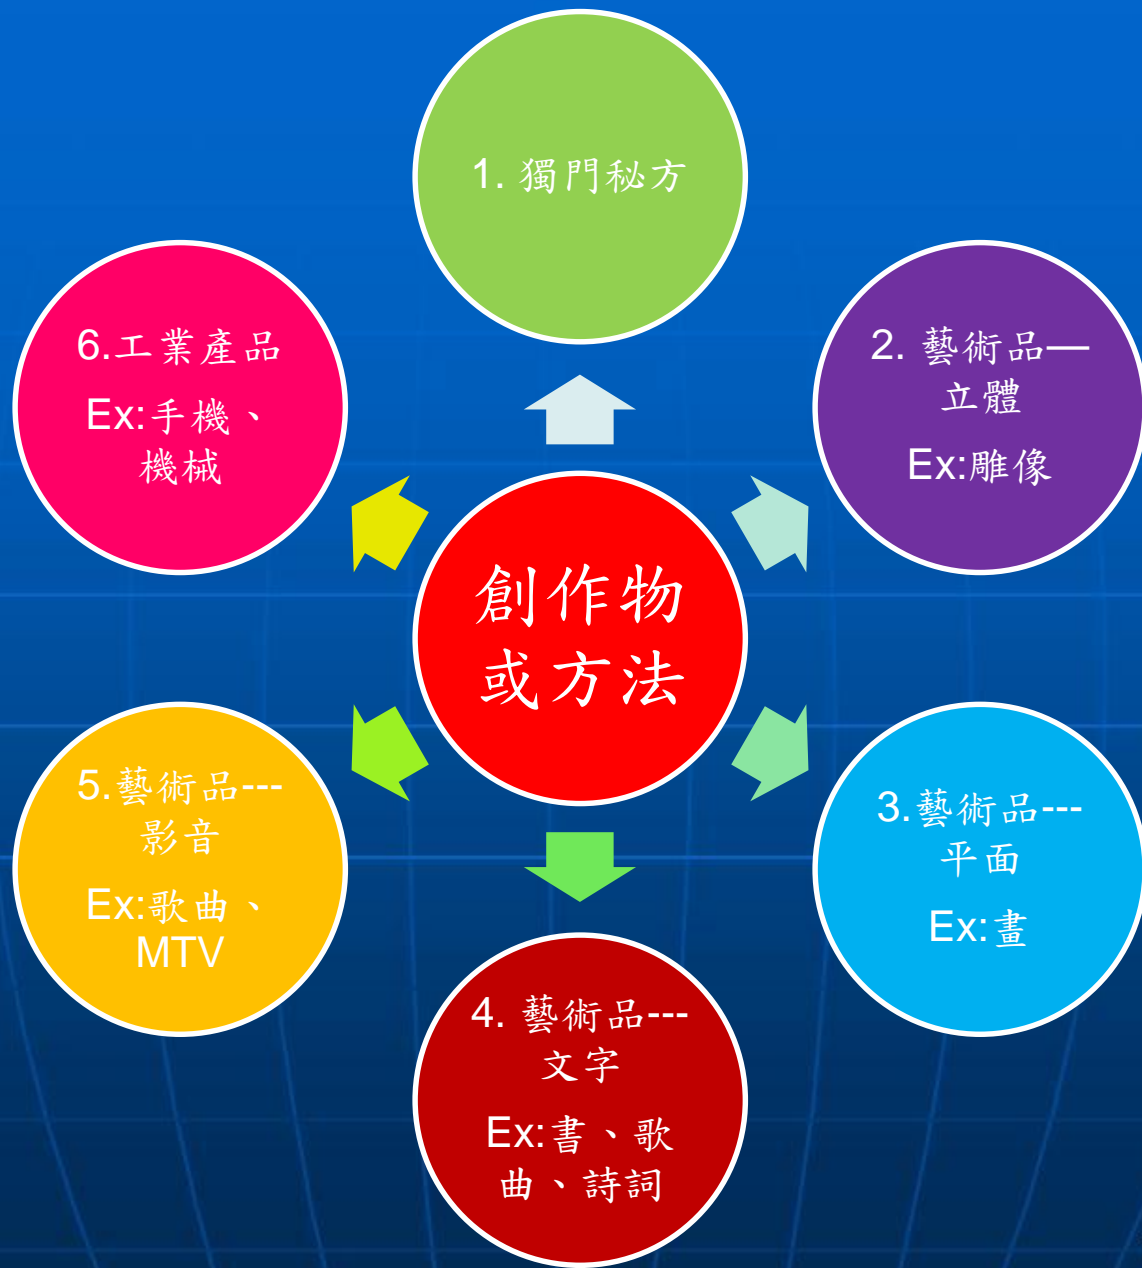 1. 獨門秘方
2. 藝術品—
立體
Ex:雕像
3.藝術品---
平面
Ex:畫
4. 藝術品---
文字
Ex:書、歌
曲、詩詞
5.藝術品---
影音
Ex:歌曲、
MTV
6.工業產品
Ex:手機、
機械
創作物
或方法